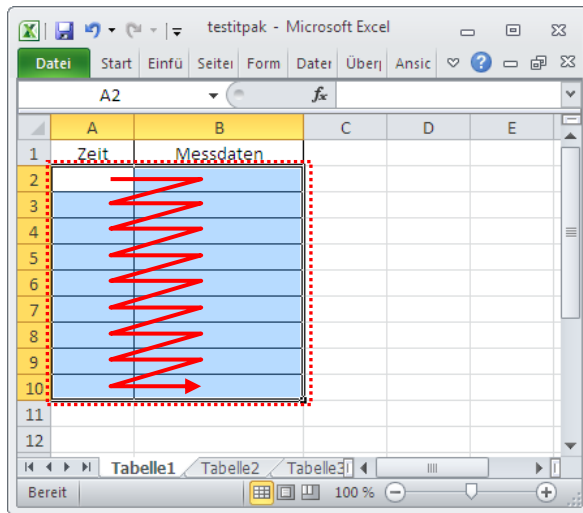 testitpak - Microsoft Excel
Datei Start Einfü Seiter Form Dater Überj Ansic
A2 fx
A B C D E
1 Zeit Messdaten
2
3
4
5
6
7
8
9
10
11
12
Tabelle1 Tabelle2 Tabelle3
Bereit 100 %